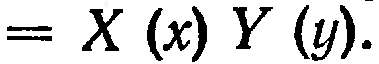 = X (x) Y (y).